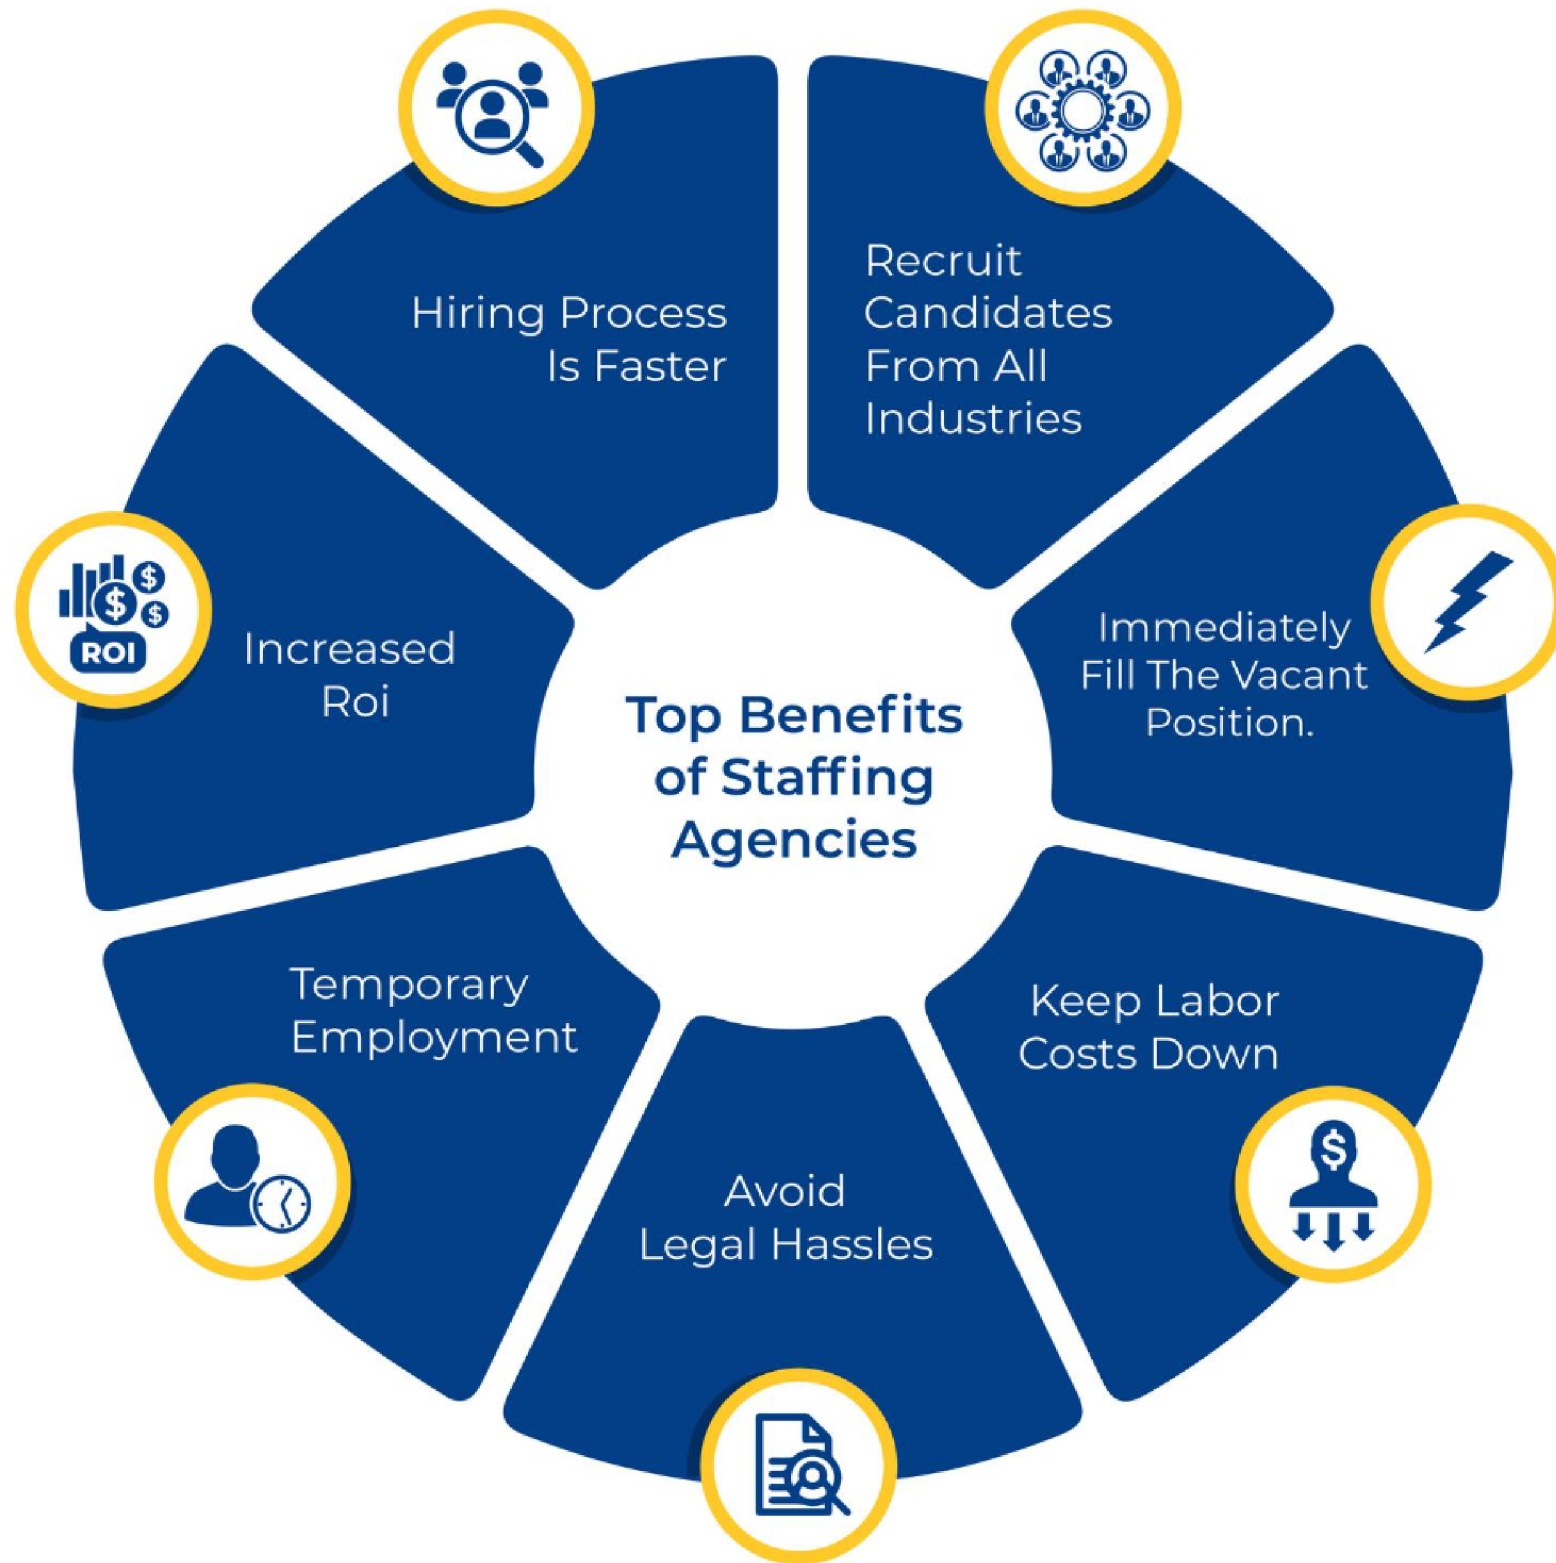 Hiring Process
Is Faster
Recruit
Candidates
From All
Industries
Immediately
Fill The Vacant
Position.
Keep Labor
Costs Down
Avoid
Legal Hassles
Temporary
Employment
Increased
Roi
ROI
$
$
$
$
Top Benefits
of Staffing
Agencies